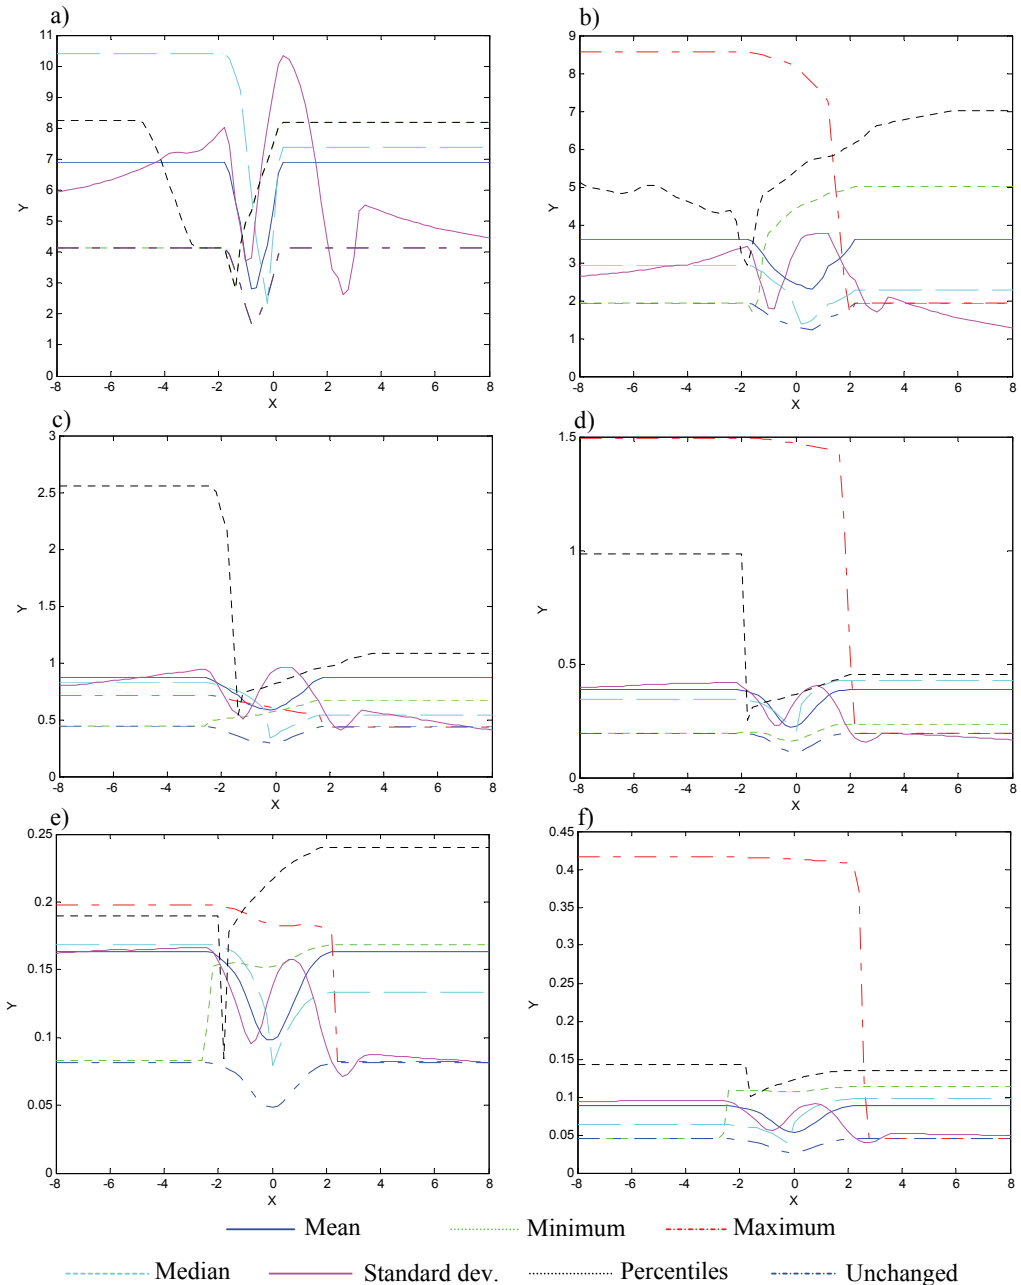 a)
11
10
9
8
7
6
5
4
3
2
1
0
Y
-8 -6 -4 -2 0 2 4 6 8
X
b)
9
8
7
6
5
4
3
2
1
0
Y
-8 -6 -4 -2 0 2 4 6 8
X
c)
3
2.5
2
1.5
1
0.5
0
Y
-8 -6 -4 -2 0 2 4 6 8
X
d)
1.5
1
0.5
0
Y
-8 -6 -4 -2 0 2 4 6 8
X
e)
0.25
0.2
0.15
0.1
0.05
0
Y
-8 -6 -4 -2 0 2 4 6 8
X
f)
0.45
0.4
0.35
0.3
0.25
0.2
0.15
0.1
0.05
0
Y
-8 -6 -4 -2 0 2 4 6 8
X
Mean Minimum Maximum
Median Standard dev. Percentiles Unchanged